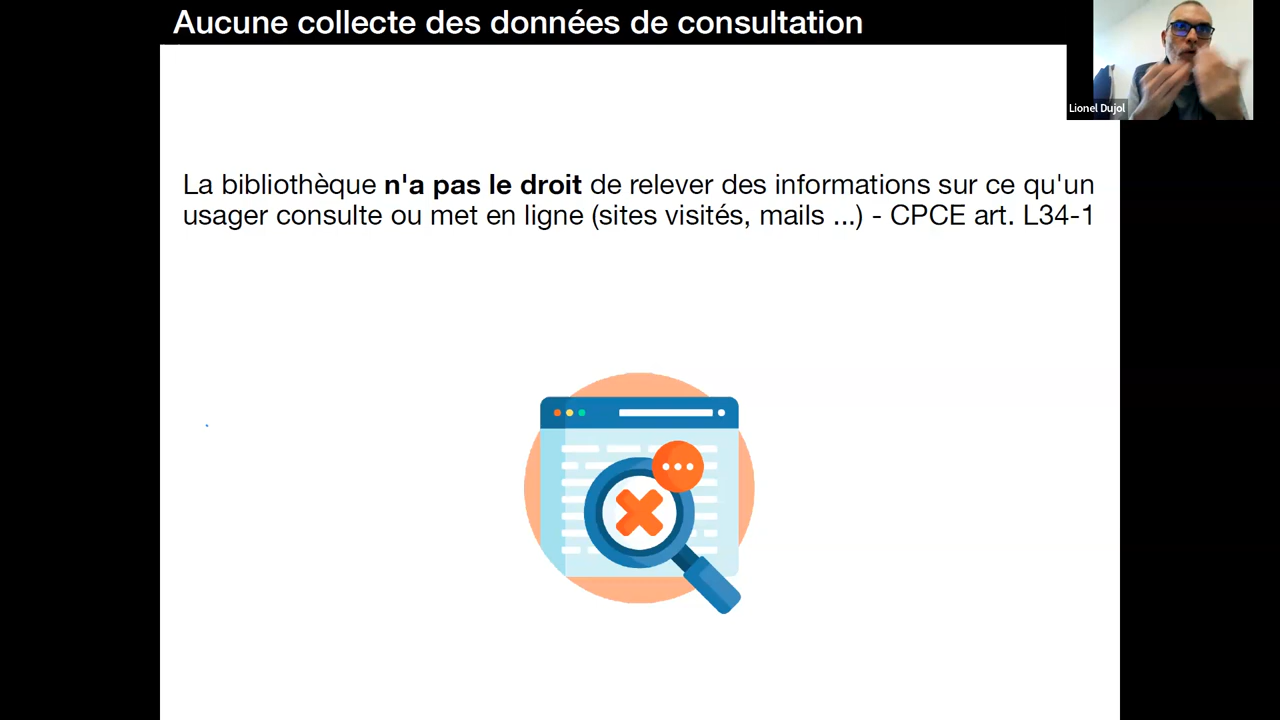 Aucune collecte des données de consultation
Lionel Dujol
La bibliothèque n'a pas le droit de relever des informations sur ce qu'un
usager consulte ou met en ligne (sites visités, mails ...) - CPCE art. L34-1